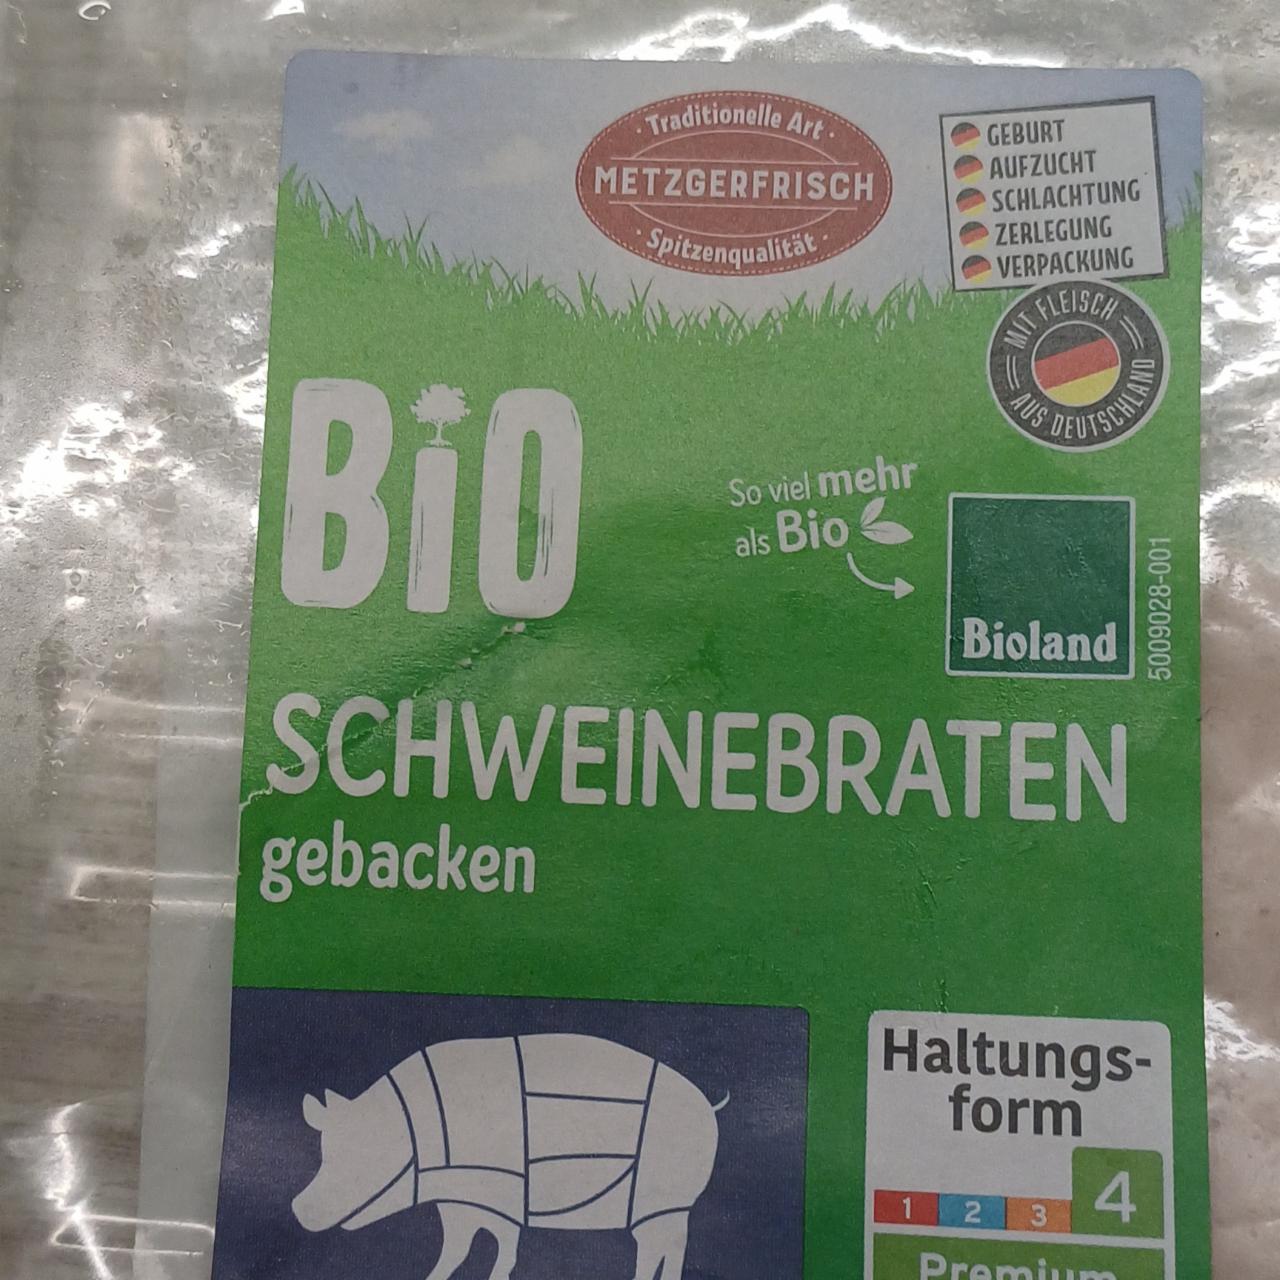 Traditionelle Art
METZGERFRISCH
Spitzenqualität
GEBURT
AUFZUCHT
SCHLACHTUNG
ZERLEGUNG
VERPACKUNG
MIT FLEISCH
AUS DEUTSCHLAND
BiO
So viel mehr
als Bio
Bioland
5009028-001
SCHWEINEBRATEN
gebacken
Haltungs-
form
1 2 3 4
Premium